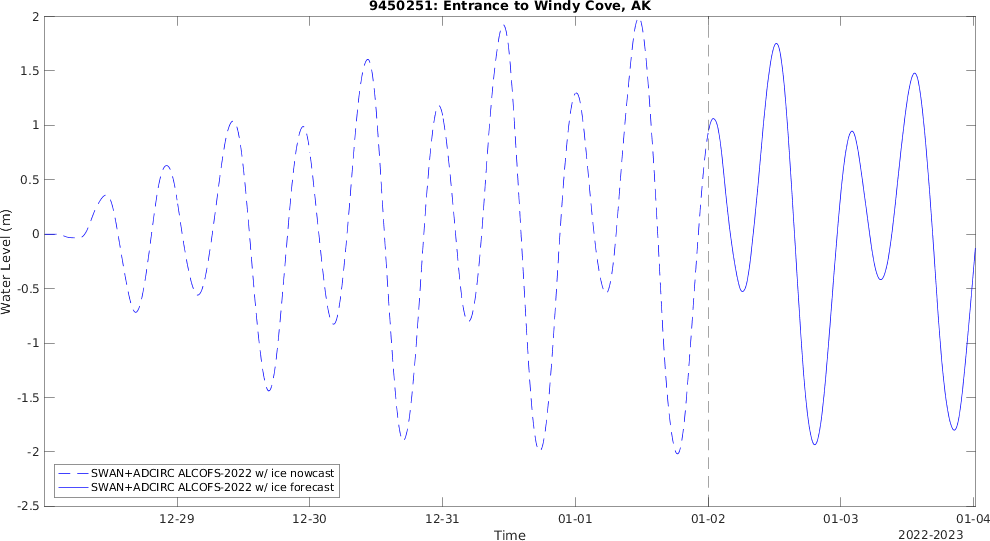 9450251: Entrance to Windy Cove, AK
2
1.5
1
0.5
0
-0.5
-1
-1.5
-2
-2.5
Water Level (m)
SWAN+ADCIRC ALCOFS-2022 w/ ice nowcast
SWAN+ADCIRC ALCOFS-2022 w/ ice forecast
12-29 12-30 12-31 01-01 01-02 01-03 01-04
Time
2022-2023